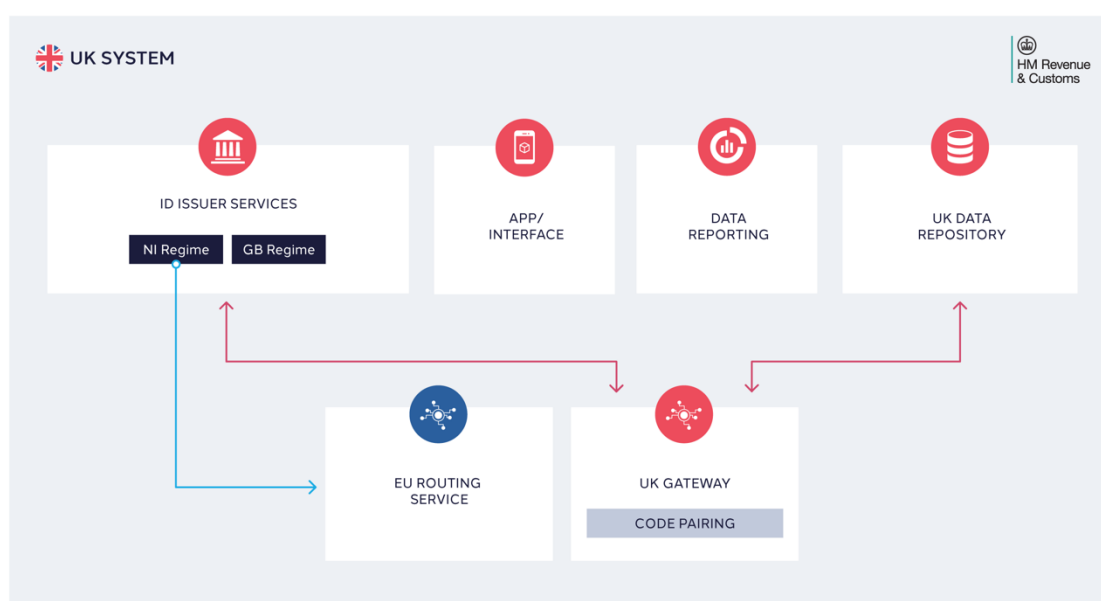 UK SYSTEM
HM Revenue
& Customs
ID ISSUER SERVICES
NI Regime
GB Regime
APP/
INTERFACE
DATA
REPORTING
UK DATA
REPOSITORY
EU ROUTING
SERVICE
UK GATEWAY
CODE PAIRING